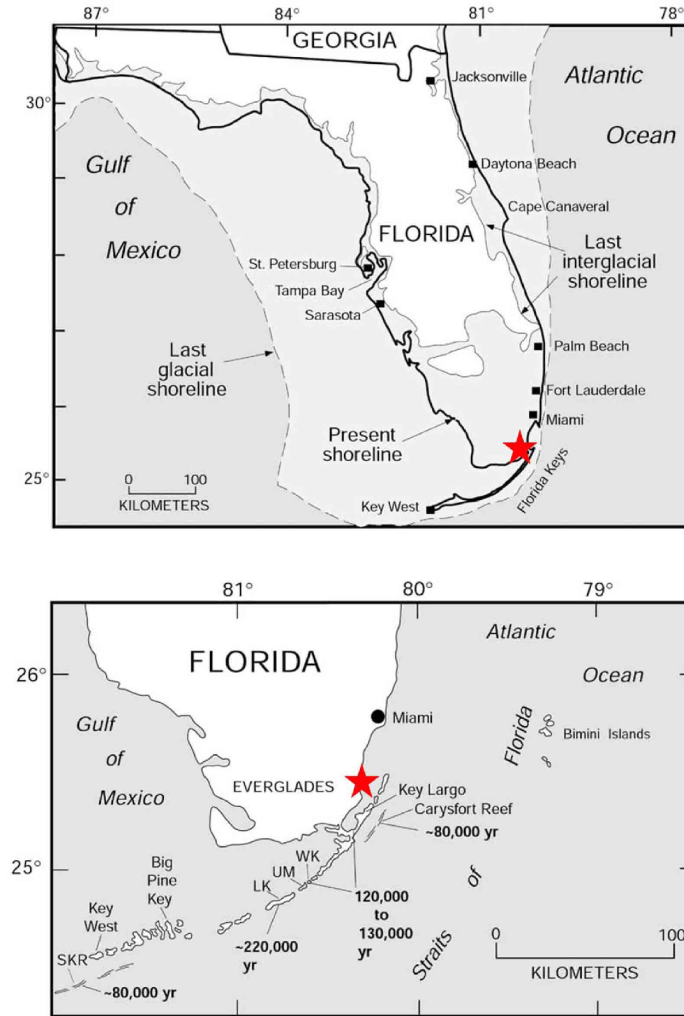 87° 84° 81° 78°
GEORGIA
Jacksonville
Atlantic
Ocean
30°
Gulf
of
Mexico
Daytona Beach
Cape Canaveral
FLORIDA
Last
interglacial
shoreline
St. Petersburg
Tampa Bay
Sarasota
Last
glacial
shoreline
Palm Beach
Fort Lauderdale
Miami
Present
shoreline
25°
0 100
KILOMETERS
Key West
Florida Keys
81° 80° 79°
FLORIDA
Atlantic
Ocean
26°
Miami
Gulf
of
Mexico
Straits of Florida
Bimini Islands
EVERGLADES
Key Largo
Carysfort Reef
~80,000 yr
25°
WK
UM
LK
Big
Pine
Key
Key
West
SKR
~80,000 yr
~220,000
yr
120,000
to
130,000
yr
0 100
KILOMETERS